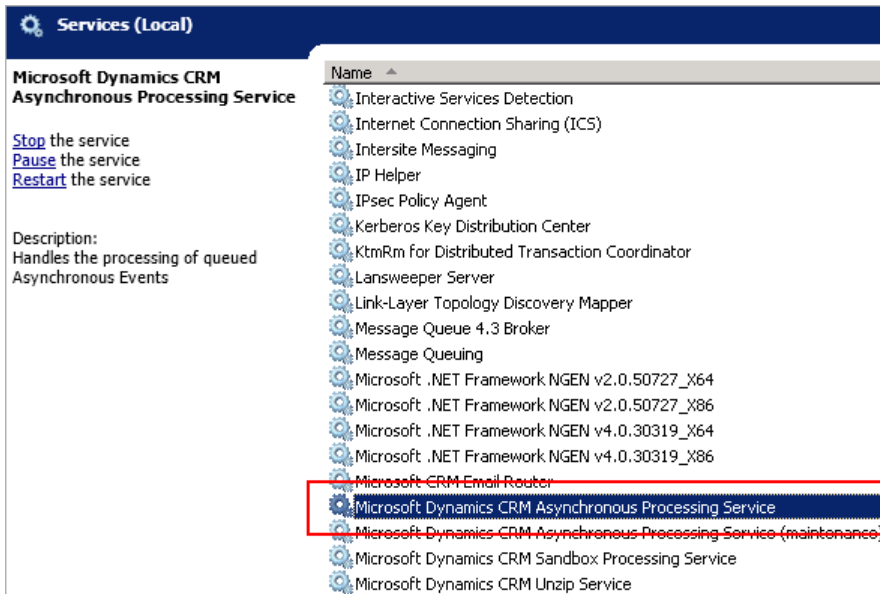 Services (Local)
Microsoft Dynamics CRM
Asynchronous Processing Service
Stop the service
Pause the service
Restart the service
Description:
Handles the processing of queued
Asynchronous Events
Name
Interactive Services Detection
Internet Connection Sharing (ICS)
Intersite Messaging
IP Helper
IPsec Policy Agent
Kerberos Key Distribution Center
KtmRm for Distributed Transaction Coordinator
Lansweeper Server
Link-Layer Topology Discovery Mapper
Message Queue 4.3 Broker
Message Queuing
Microsoft .NET Framework NGEN v2.0.50727_X64
Microsoft .NET Framework NGEN v2.0.50727_X86
Microsoft .NET Framework NGEN v4.0.30319_X64
Microsoft .NET Framework NGEN v4.0.30319_X86
Microsoft CRM Email Router
Microsoft Dynamics CRM Asynchronous Processing Service
Microsoft Dynamics CRM Asynchronous Processing Service (maintenance)
Microsoft Dynamics CRM Sandbox Processing Service
Microsoft Dynamics CRM Unzip Service